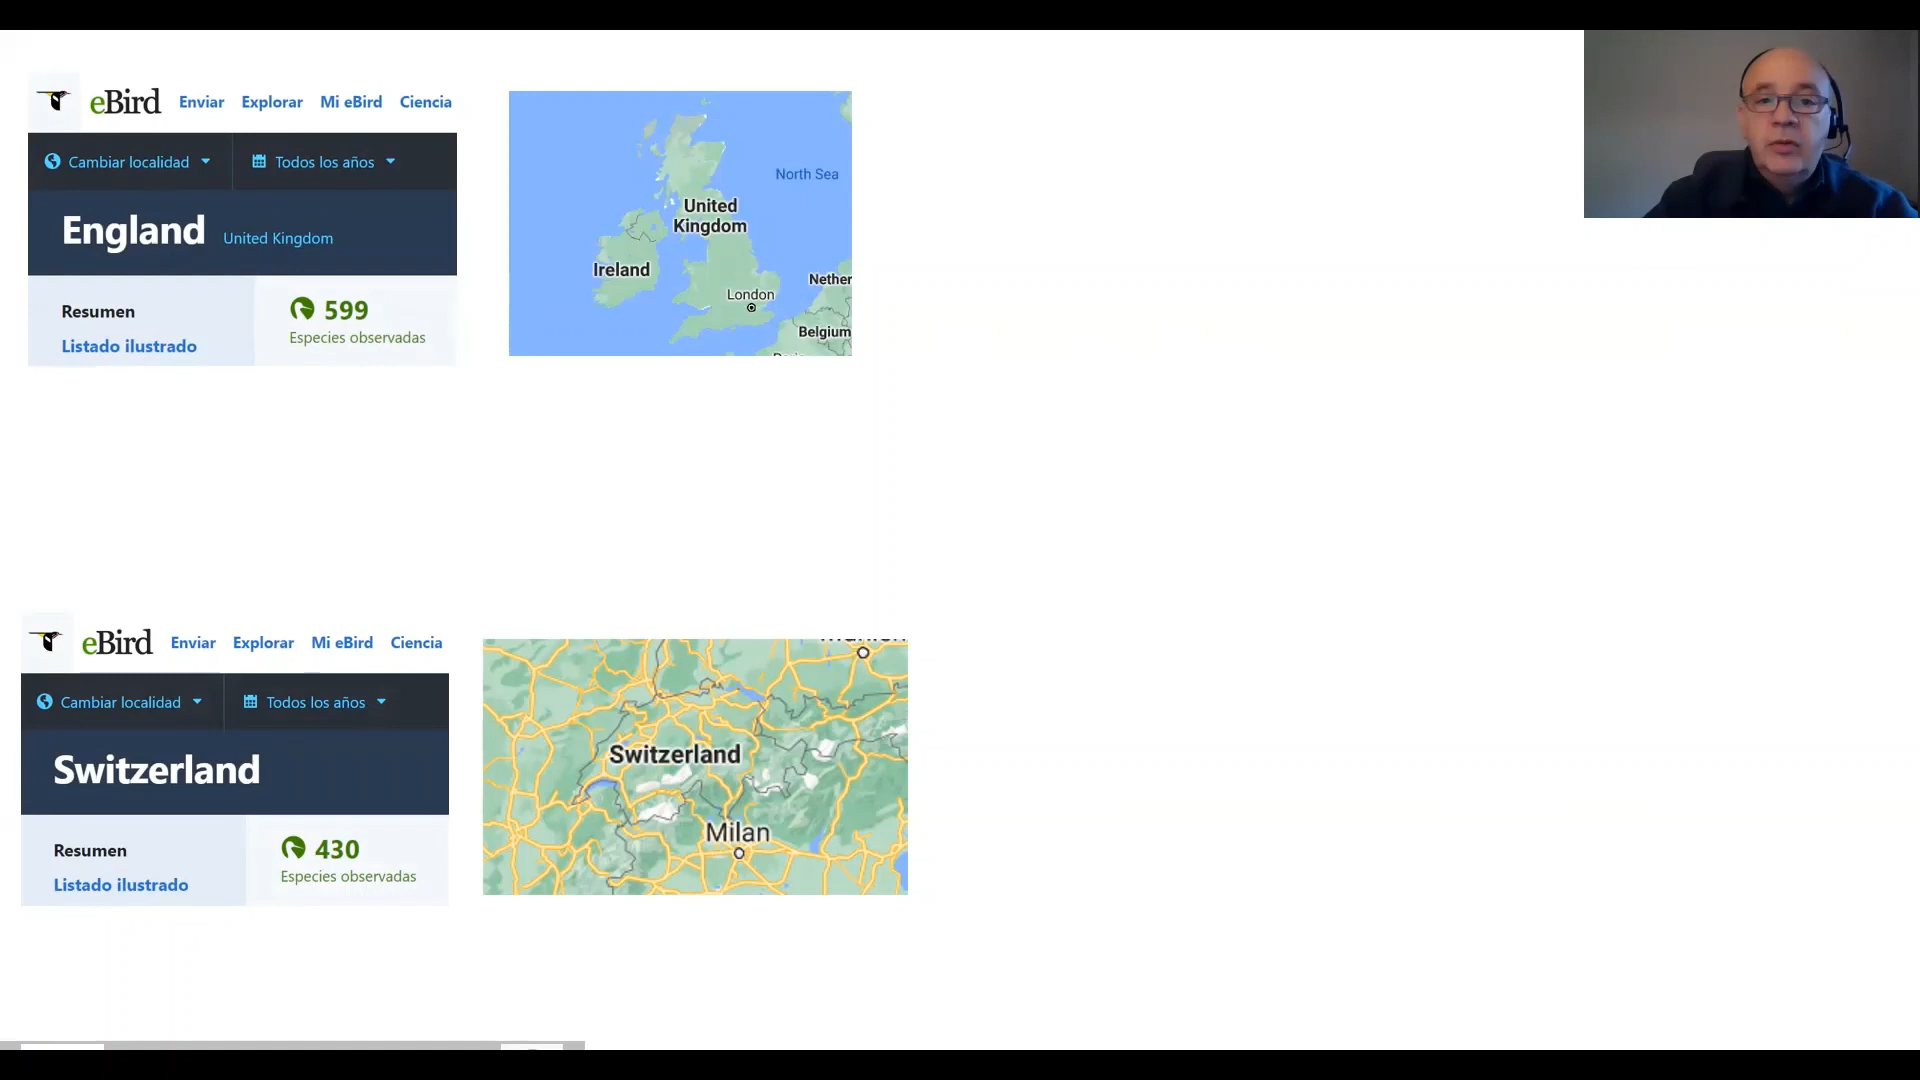 eBird Enviar Explorar Mi eBird Ciencia
Cambiar localidad Todos los años
England United Kingdom
Resumen
Listado ilustrado
599
Especies observadas
North Sea
United
Kingdom
Ireland
Nether
London
Belgium
eBird Enviar Explorar Mi eBird Ciencia
Cambiar localidad Todos los años
Switzerland
Resumen
Listado ilustrado
430
Especies observadas
Switzerland
Milan